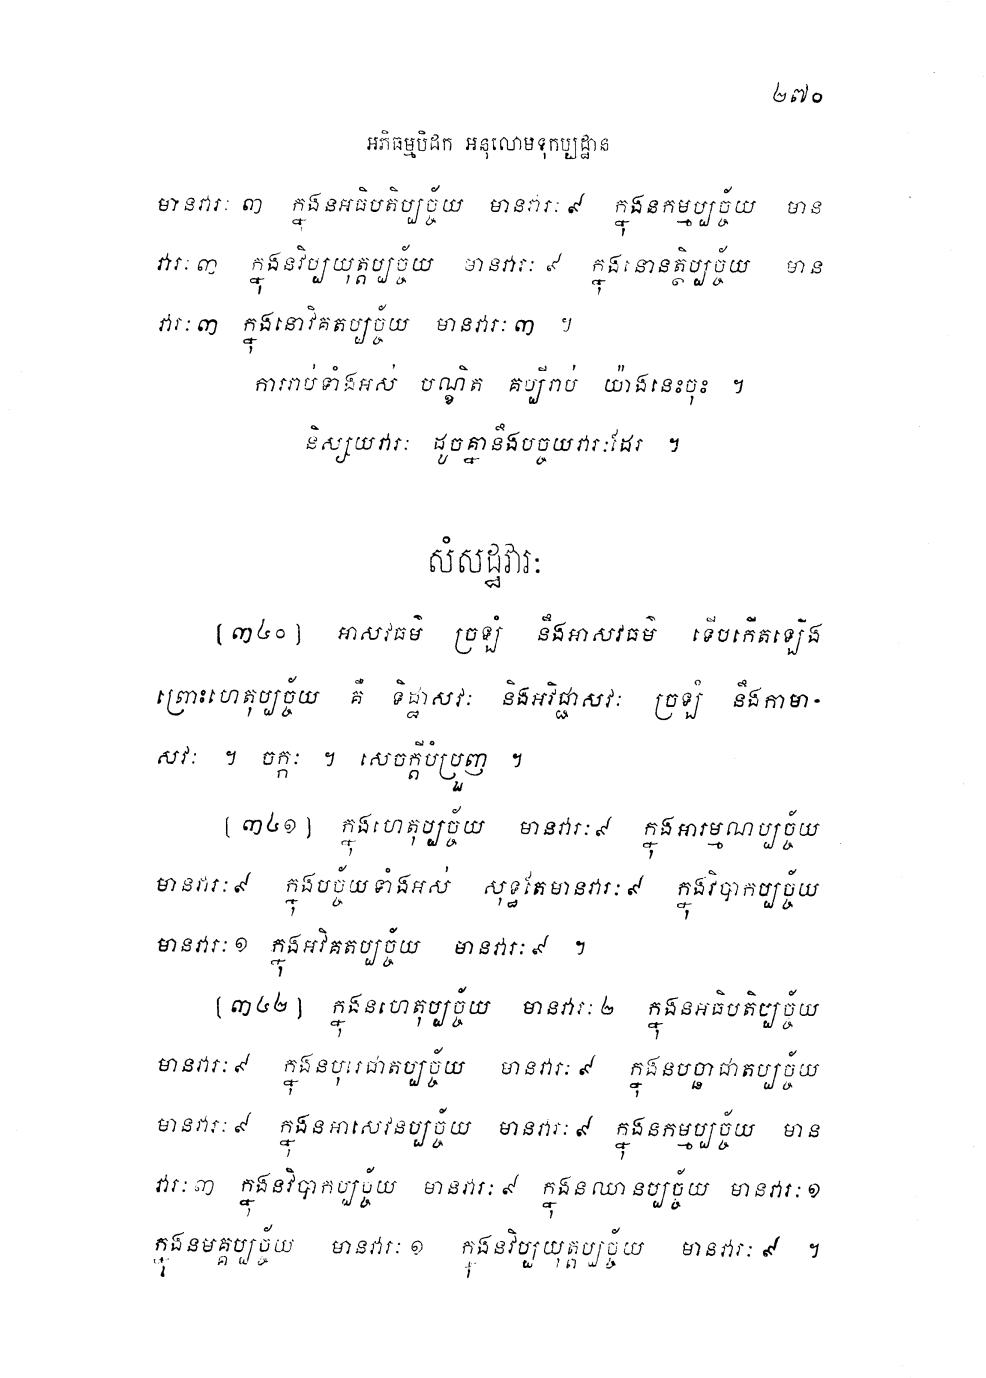 ២៧០
អភិធម្មបិដក អនុលោមទុកប្បដ្ឋាន
មានវារៈ ៣ ក្នុងនអធិបតិប្បច្ច័យ មានវារៈ ៩ ក្នុងនកម្មប្បច្ច័យ មាន
វារៈ ៣ ក្នុងនវិប្បយុត្តប្បច្ច័យ មានវារៈ ៩ ក្នុងនោនត្ថិប្បច្ច័យ មាន
វារៈ ៣ ក្នុងនោវិគតប្បច្ច័យ មានវារៈ ៣ ។
ការរាប់ទាំងអស់ បណ្ឌិត គប្បីរាប់ យ៉ាងនេះចុះ ។
និស្សយវារៈ ដូចគ្នានឹងបច្ចយវារៈដែរ ។
សំសដ្ឋវារៈ
(៣៤០) អាសវធម៌ ច្រឡំ នឹងអាសវធម៌ ទើបកើតឡើង
ព្រោះហេតុប្បច្ច័យ គឺ ទិដ្ឋាសវៈ និងអវិជ្ជាសវៈ ច្រឡំ នឹងកាមា-
សវៈ ។ ចក្កៈ ។ សេចក្តីបំប្រួញ ។
(៣៤១) ក្នុងហេតុប្បច្ច័យ មានវារៈ ៩ ក្នុងអារម្មណប្បច្ច័យ
មានវារៈ ៩ ក្នុងបច្ច័យទាំងអស់ សុទ្ធតែមានវារៈ ៩ ក្នុងវិបាកប្បច្ច័យ
មានវារៈ ១ ក្នុងអវិគតប្បច្ច័យ មានវារៈ ៩ ។
(៣៤២) ក្នុងនហេតុប្បច្ច័យ មានវារៈ ២ ក្នុងនអធិបតិប្បច្ច័យ
មានវារៈ ៩ ក្នុងនបុរេជាតប្បច្ច័យ មានវារៈ ៩ ក្នុងនបច្ឆាជាតប្បច្ច័យ
មានវារៈ ៩ ក្នុងនអាសេវនប្បច្ច័យ មានវារៈ ៩ ក្នុងនកម្មប្បច្ច័យ មាន
វារៈ ៣ ក្នុងនវិបាកប្បច្ច័យ មានវារៈ ៩ ក្នុងនឈានប្បច្ច័យ មានវារៈ ១
ក្នុងនមគ្គប្បច្ច័យ មានវារៈ ១ ក្នុងនវិប្បយុត្តប្បច្ច័យ មានវារៈ ៩ ។